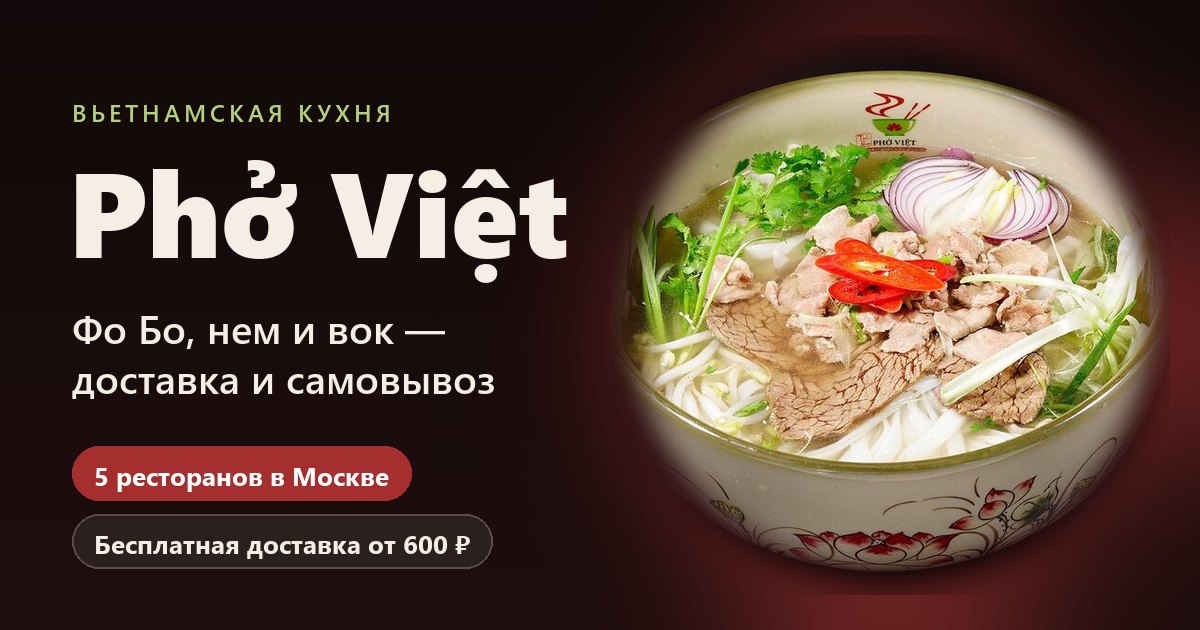 ВЬЕТНАМСКАЯ КУХНЯ
Phở Việt
Фо Бо, нем и вок —
доставка и самовывоз
5 ресторанов в Москве
Бесплатная доставка от 600 ₽
PHỞ VIỆT